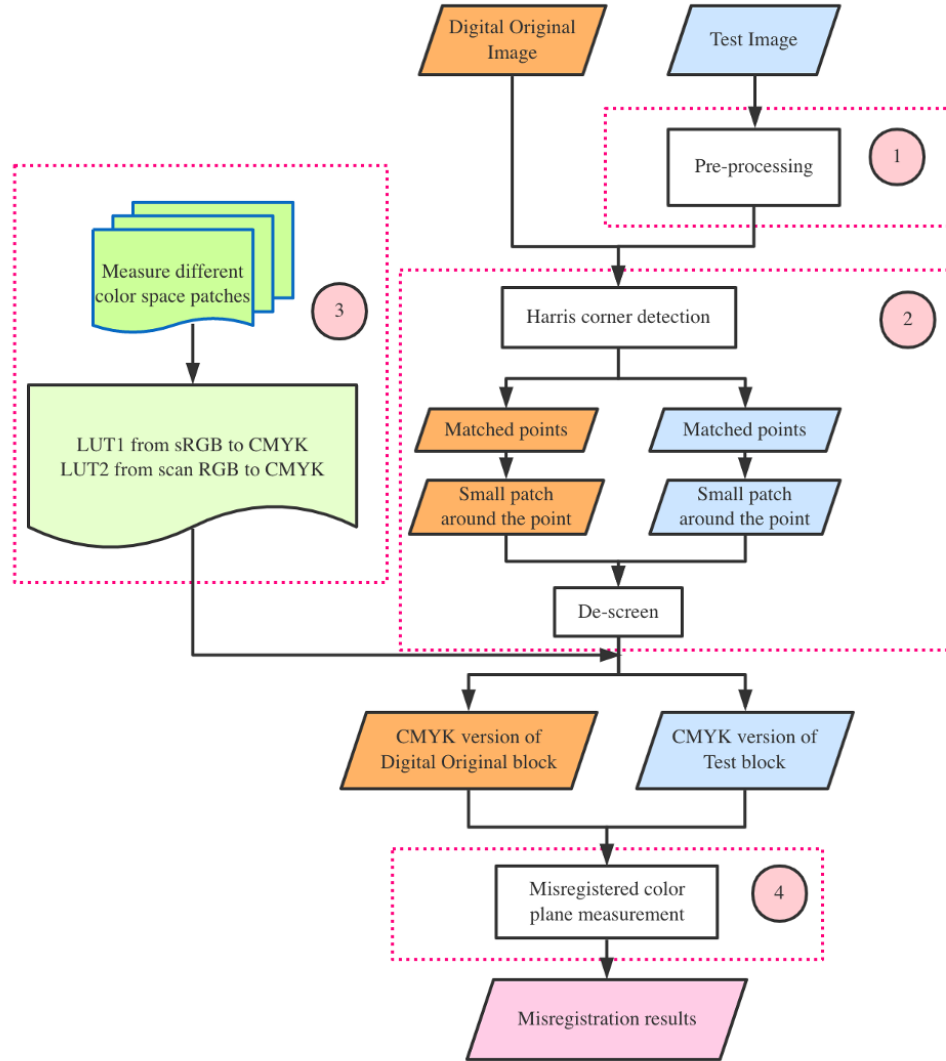 Digital Original
Image
Test Image
Pre-processing
1
Measure different
color space patches
3
Harris corner detection
2
LUT1 from sRGB to CMYK
LUT2 from scan RGB to CMYK
Matched points
Matched points
Small patch
around the point
Small patch
around the point
De-screen
CMYK version of
Digital Original block
CMYK version of
Test block
Misregistered color
plane measurement
4
Misregistration results